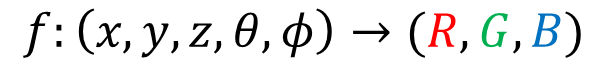 f: (x, y, z, θ, ϕ) → (R, G, B)